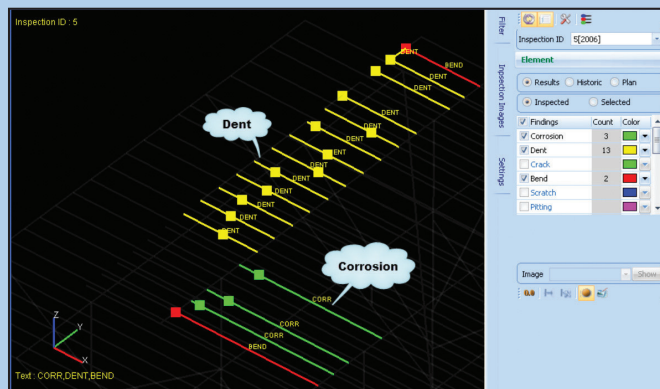 Inspection ID : 5
DENT
BEND
DENT
DENT
DENT
DENT
DENT
DENT
DENT
DENT
DENT
DENT
DENT
DENT
Dent
Corrosion
CORR
CORR
CORR
BEND
Z
Y
X
Text : CORR,DENT,BEND
Filter
Inpsection Images
Settings
Inspection ID 5[2006]
Element
Results Historic Plan
Inspected Selected
Findings Count Color
Corrosion 3
Dent 13
Crack
Bend 2
Scratch
Pitting
Image Show